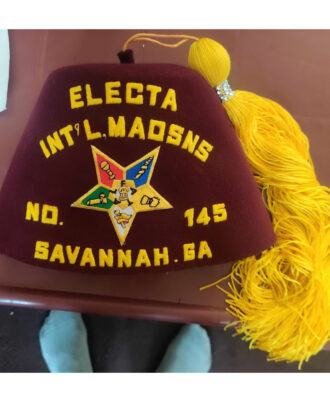 ELECTA
INT'L, MAOSNS
NO. 145
SAVANNAH. GA